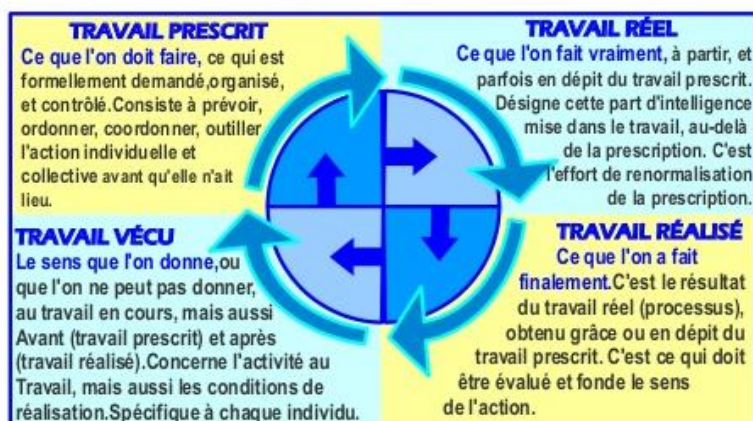 TRAVAIL PRESCRIT
Ce que l'on doit faire, ce qui est
formellement demandé,organisé,
et contrôlé.Consiste à prévoir,
ordonner, coordonner, outiller
l'action individuelle et
collective avant qu'elle n'ait
lieu.
TRAVAIL RÉEL
Ce que l'on fait vraiment, à partir, et
parfois en dépit du travail prescrit.
Désigne cette part d'intelligence
mise dans le travail, au-delà
de la prescription. C'est
l'effort de renormalisation
de la prescription.
TRAVAIL VÉCU
Le sens que l'on donne,ou
que l'on ne peut pas donner,
au travail en cours, mais aussi
Avant (travail prescrit) et après
(travail réalisé).Concerne l'activité au
Travail, mais aussi les conditions de
réalisation.Spécifique à chaque individu.
TRAVAIL RÉALISÉ
Ce que l'on a fait
finalement.C'est le résultat
du travail réel (processus),
obtenu grâce ou en dépit du
travail prescrit. C'est ce qui doit
être évalué et fonde le sens
de l'action.